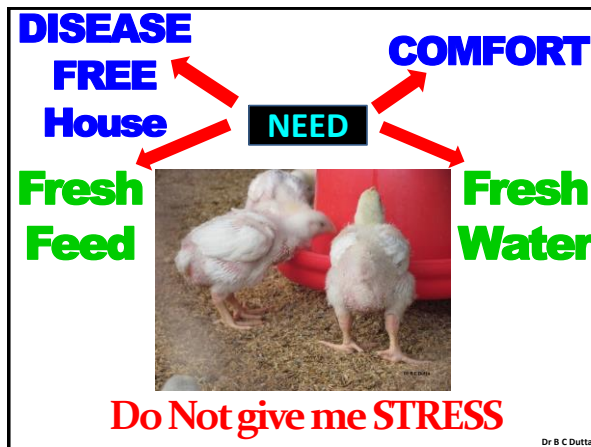 DISEASE
FREE
House
COMFORT
NEED
Fresh
Feed
Fresh
Water
Do Not give me STRESS
Dr B C Dutta